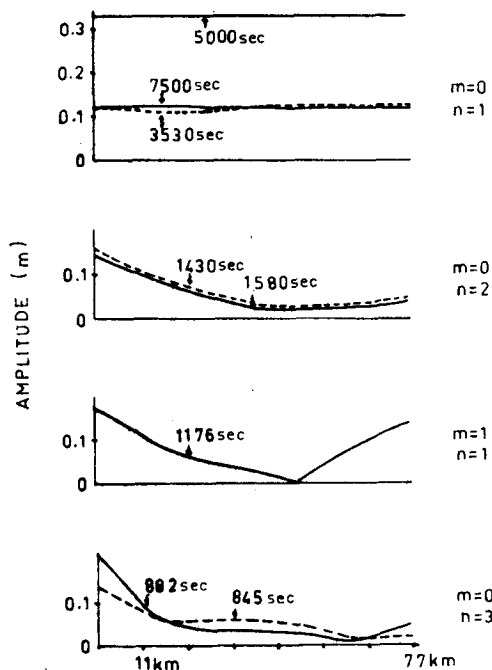 0.3
5000sec
0.2
7500sec
m=0
0.1
n=1
3530sec
0
AMPLITUDE (m)
0.1
1430sec
1580sec
m=0
n=2
0
0.1
1176sec
m=1
n=1
0
882sec
845sec
m=0
0.1
n=3
0
11km
77km